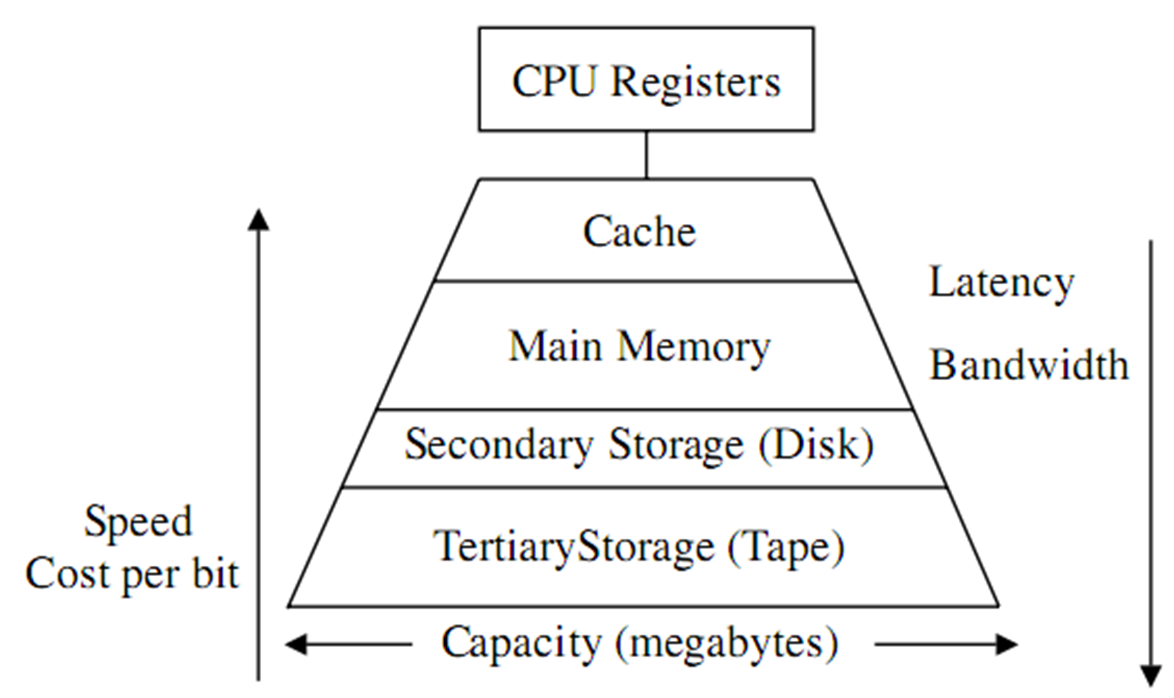 CPU Registers
Cache
Latency
Main Memory
Bandwidth
Secondary Storage (Disk)
Speed
Cost per bit
TertiaryStorage (Tape)
Capacity (megabytes)